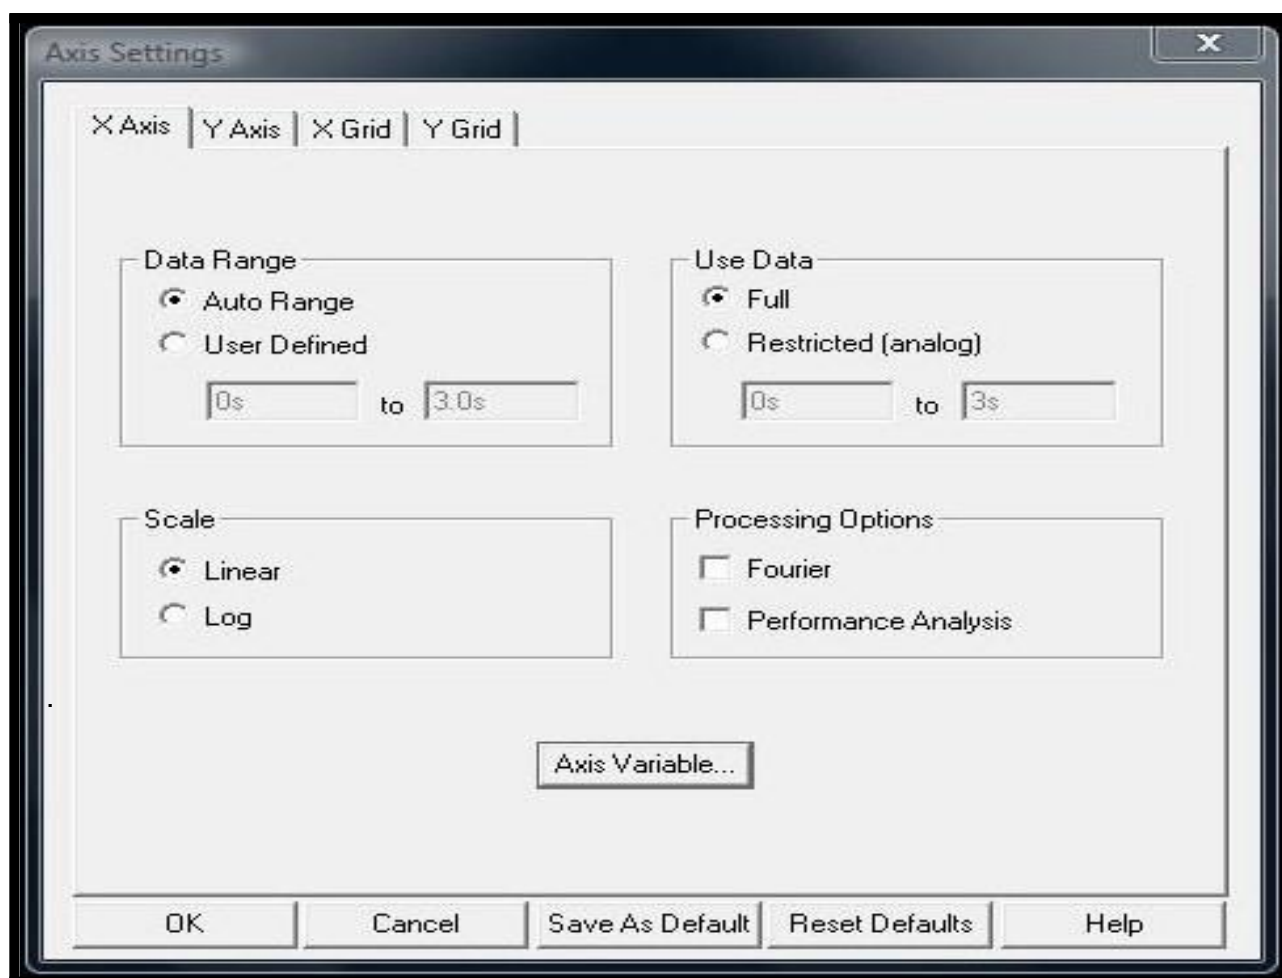 Axis Settings
X Axis
Y Axis
X Grid
Y Grid
Data Range
Auto Range
User Defined
0s to 3.0s
Use Data
Full
Restricted (analog)
0s to 3s
Scale
Linear
Log
Processing Options
Fourier
Performance Analysis
Axis Variable...
OK
Cancel
Save As Default
Reset Defaults
Help